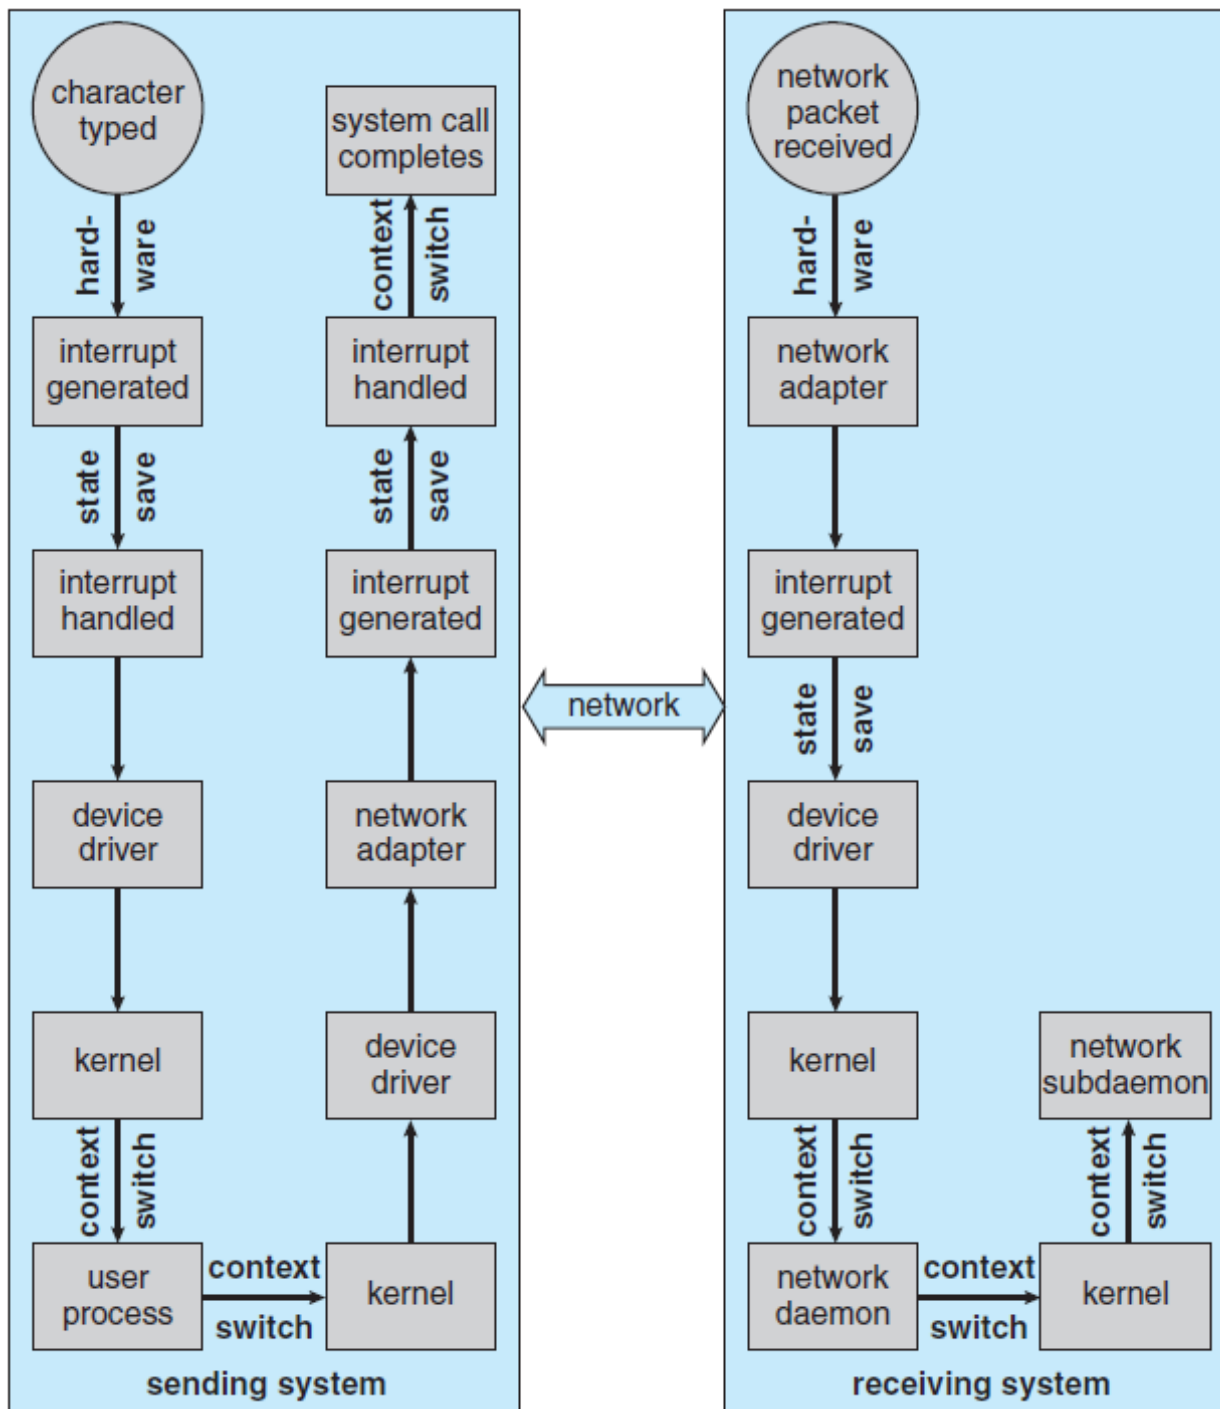 character
typed
hard-
ware
interrupt
generated
state
save
interrupt
handled
device
driver
kernel
context
switch
user
process
context
switch
kernel
device
driver
network
adapter
interrupt
generated
state
save
interrupt
handled
context
switch
system call
completes
sending system
network
network
packet
received
hard-
ware
network
adapter
interrupt
generated
state
save
device
driver
kernel
context
switch
network
daemon
context
switch
kernel
context
switch
network
subdaemon
receiving system